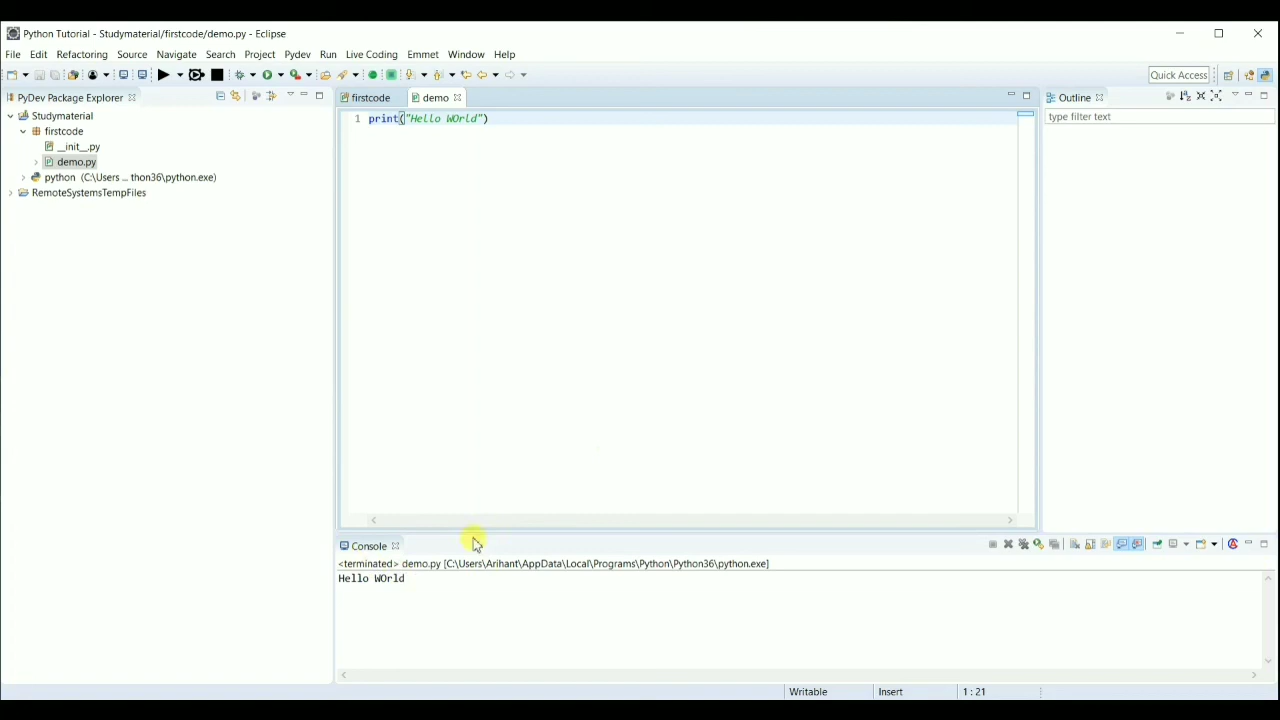 Python Tutorial - Studymaterial/firstcode/demo.py - Eclipse
File Edit Refactoring Source Navigate Search Project Pydev Run Live Coding Emmet Window Help
Quick Access
PyDev Package Explorer
firstcode
demo
Outline
Studymaterial
firstcode
__init__.py
demo.py
python (C:\Users ... thon36\python.exe)
RemoteSystemsTempFiles
1 print("Hello WOrld")
type filter text
Console
<terminated> demo.py [C:\Users\Arihant\AppData\Local\Programs\Python\Python36\python.exe]
Hello WOrld
Writable Insert 1 : 21